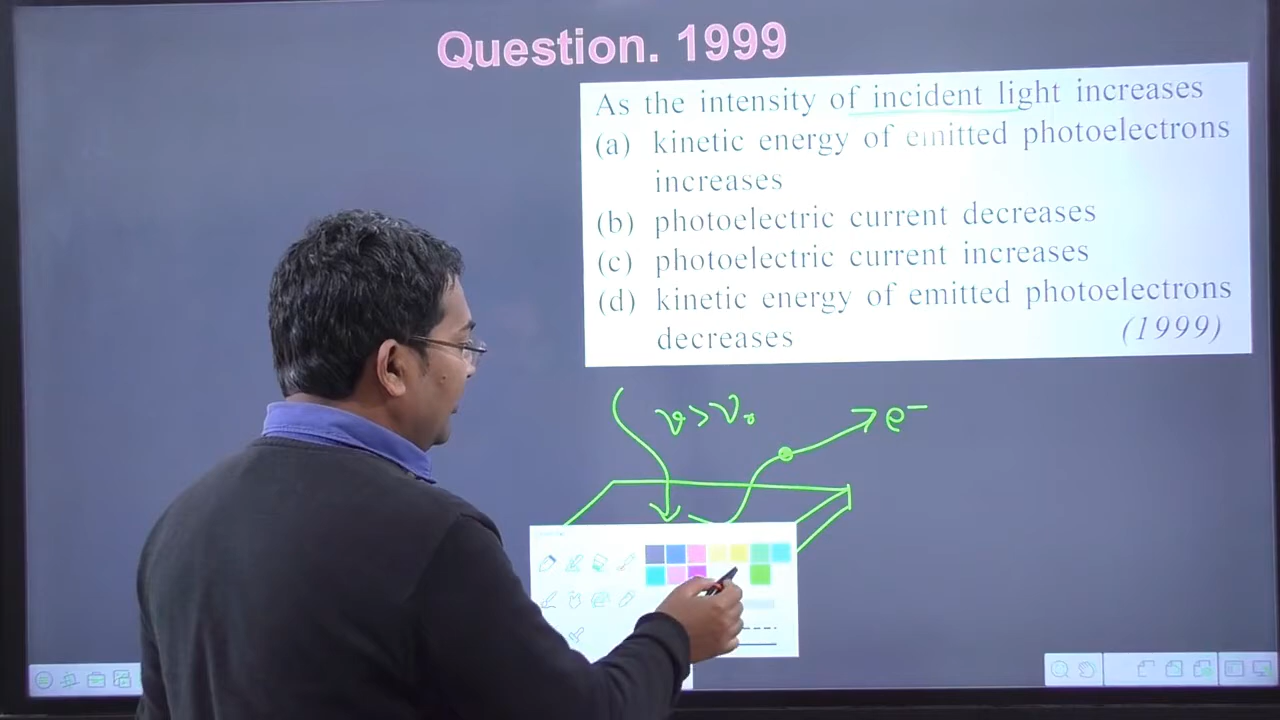 Question. 1999
As the intensity of incident light increases
(a) kinetic energy of emitted photoelectrons
increases
(b) photoelectric current decreases
(c) photoelectric current increases
(d) kinetic energy of emitted photoelectrons
decreases (1999)
ν > ν₀
e⁻